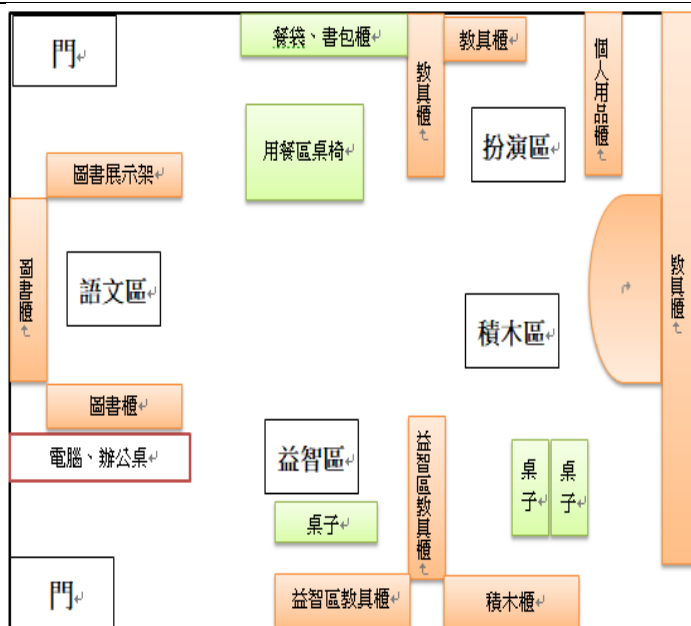 門
餐袋、書包櫃
教具櫃
教具櫃
個人用品櫃
用餐區桌椅
扮演區
圖書展示架
圖書櫃
語文區
教具櫃
積木區
圖書櫃
電腦、辦公桌
益智區
益智區教具櫃
桌子
桌子
桌子
門
益智區教具櫃
積木櫃